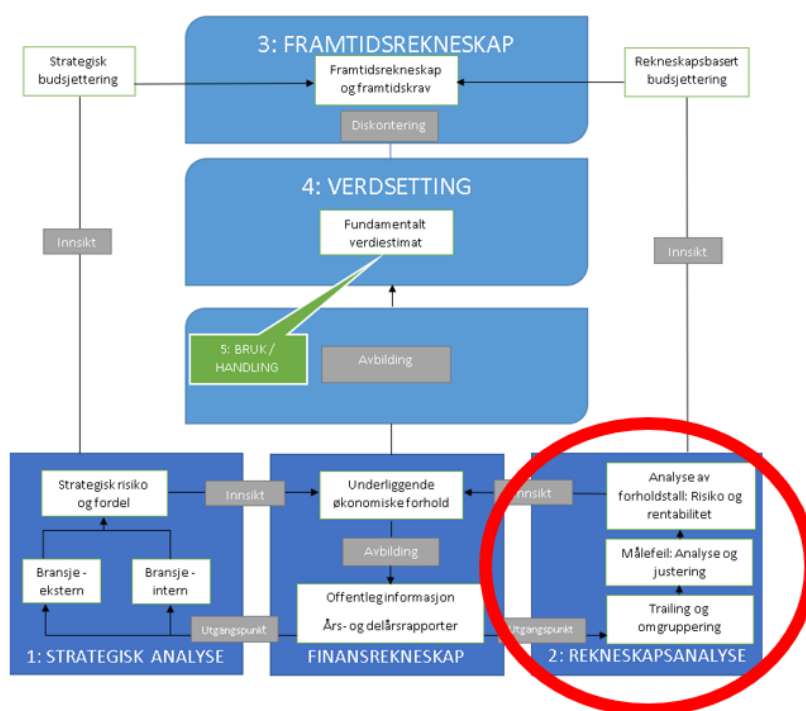 3: FRAMTIDSREKNESKAP
Strategisk
budsjettering
Framtidsrekneskap
og framtidskrav
Rekneskapsbasert
budsjettering
Diskontering
4: VERDSETTING
Fundamentalt
verdiestimat
Innsikt
Innsikt
5: BRUK /
HANDLING
Avbilding
Strategisk risiko
og fordel
Innsikt
Underliggende
økonomiske forhold
Innsikt
Analyse av
forholdstall: Risiko og
rentabilitet
Avbilding
Målefeil: Analyse og
justering
Bransje -
ekstern
Bransje -
intern
Offentleg informasjon
Års- og delårsrapporter
Trailing og
omgruppering
Utgangspunkt
Utgangspunkt
1: STRATEGISK ANALYSE
FINANSREKNESKAP
2: REKNESKAPSANALYSE